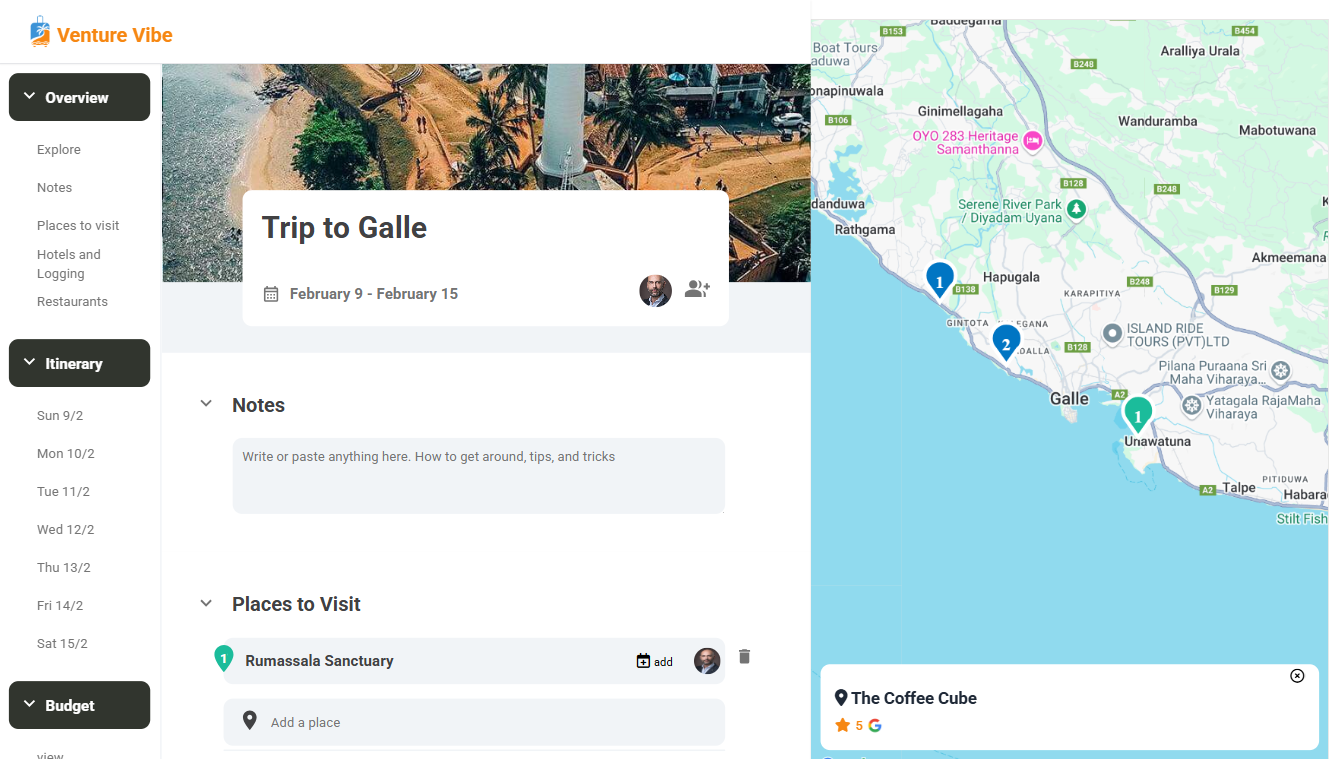 Venture Vibe
Overview
Explore
Notes
Places to visit
Hotels and
Logging
Restaurants
Itinerary
Sun 9/2
Mon 10/2
Tue 11/2
Wed 12/2
Thu 13/2
Fri 14/2
Sat 15/2
Budget
view
Trip to Galle
February 9 - February 15
Notes
Write or paste anything here. How to get around, tips, and tricks
Places to Visit
1
Rumassala Sanctuary
add
Add a place
Baddegama
B153
B454
Boat Tours
aduwa
Aralliya Urala
B248
onapinuwala
Ginimellagaha
B106
Wanduramba
Mabotuwana
OYO 283 Heritage
Samanthanna
B128
B248
danduwa
Serene River Park
/ Diyadam Uyana
Rathgama
Akmeemana
1
B138
Hapugala
B248
KARAPITIYA
B129
GINTOTA
EGANA
2
DALLA
B128
ISLAND RIDE
TOURS (PVT)LTD
Pilana Puraana Sri
Maha Viharaya...
Galle
A2
1
Yatagala RajaMaha
Viharaya
Unawatuna
A2
Talpe
PITIDUWA
Habara
Stilt Fish
The Coffee Cube
5